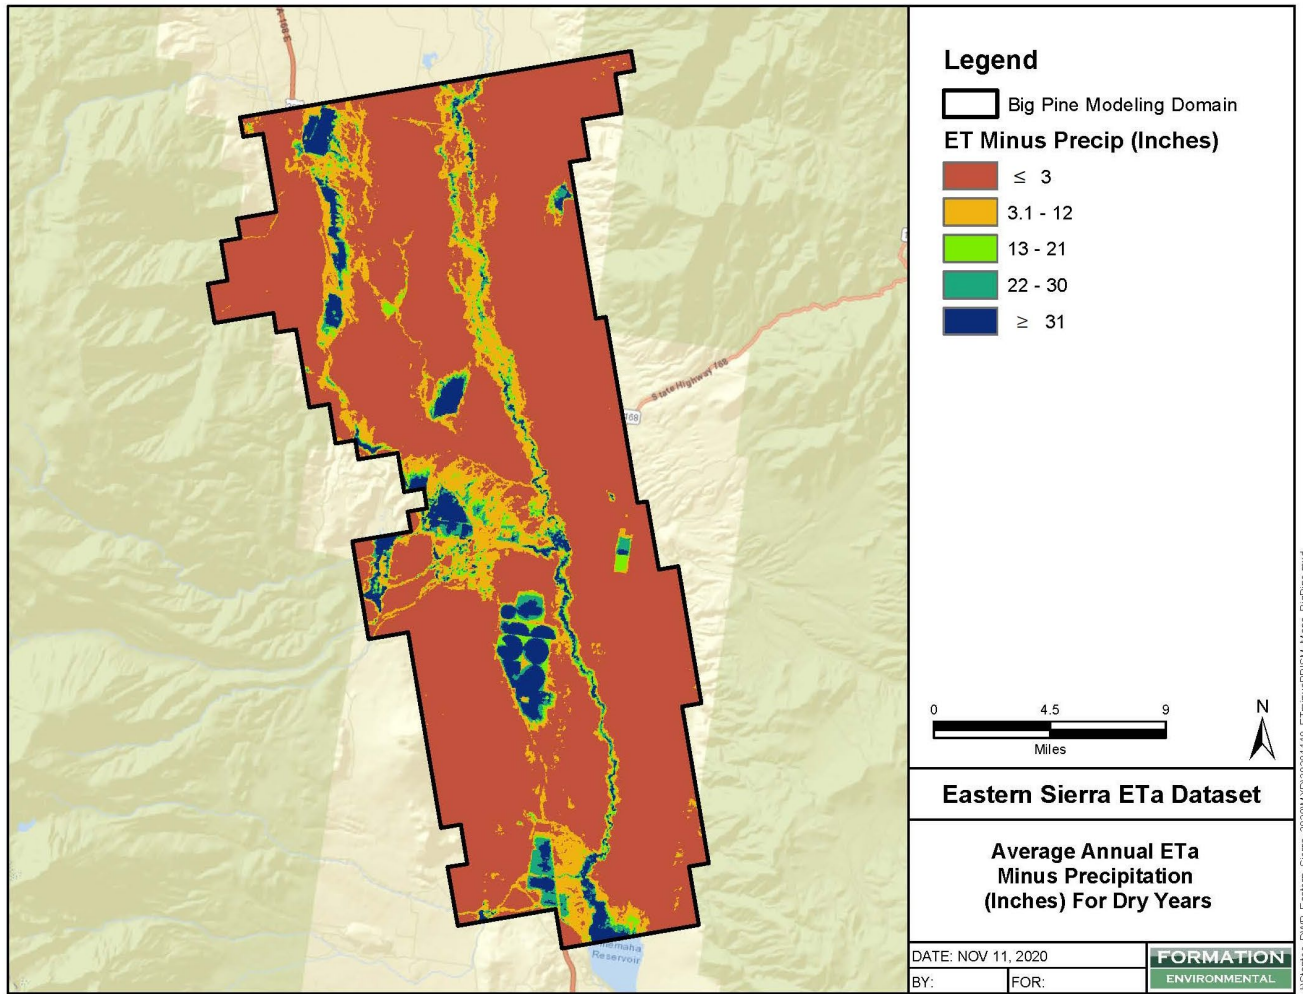 A 168 E
State Highway 168
168
Reservoir
Legend
Big Pine Modeling Domain
ET Minus Precip (Inches)
≤ 3
3.1 - 12
13 - 21
22 - 30
≥ 31
0 4.5 9
Miles
N
Eastern Sierra ETa Dataset
Average Annual ETa
Minus Precipitation
(Inches) For Dry Years
DATE: NOV 11, 2020
BY: FOR:
FORMATION
ENVIRONMENTAL